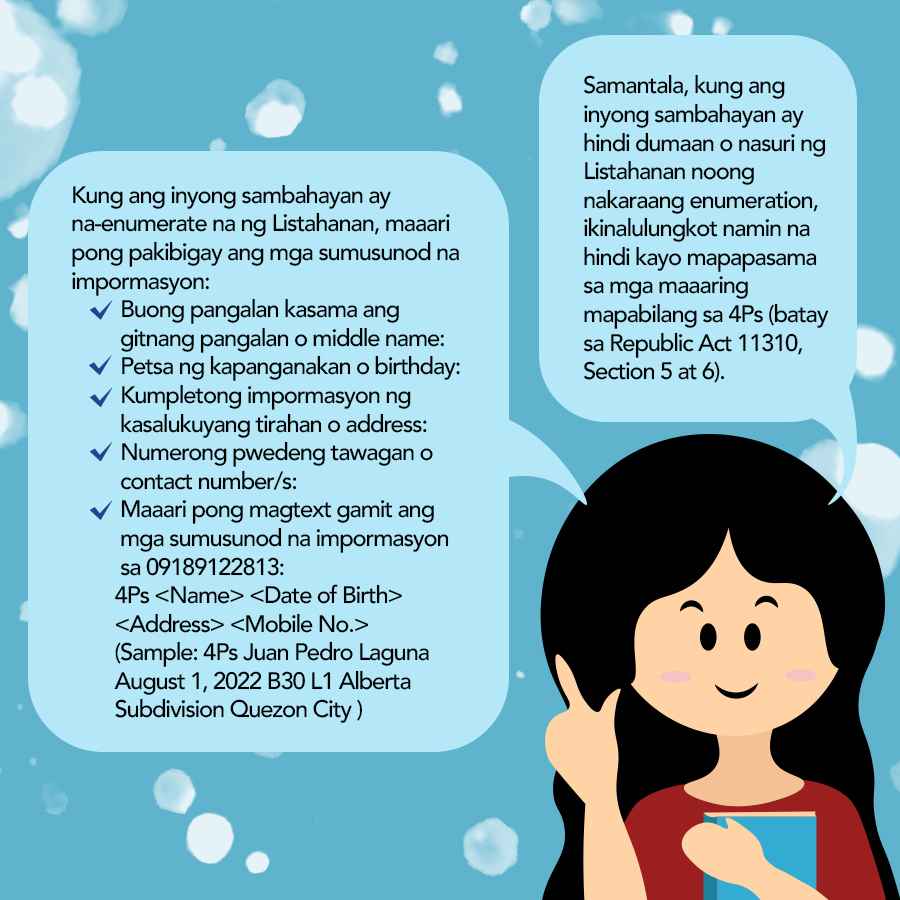 Kung ang inyong sambahayan ay
na-enumerate na ng Listahanan, maaari
pong pakibigay ang mga sumusunod na
impormasyon:
Buong pangalan kasama ang
gitnang pangalan o middle name:
Petsa ng kapanganakan o birthday:
Kumpletong impormasyon ng
kasalukuyang tirahan o address:
Numerong pwedeng tawagan o
contact number/s:
Maaari pong magtext gamit ang
mga sumusunod na impormasyon
sa 09189122813:
4Ps <Name> <Date of Birth>
<Address> <Mobile No.>
(Sample: 4Ps Juan Pedro Laguna
August 1, 2022 B30 L1 Alberta
Subdivision Quezon City )
Samantala, kung ang
inyong sambahayan ay
hindi dumaan o nasuri ng
Listahanan noong
nakaraang enumeration,
ikinalulungkot namin na
hindi kayo mapapasama
sa mga maaaring
mapabilang sa 4Ps (batay
sa Republic Act 11310,
Section 5 at 6).